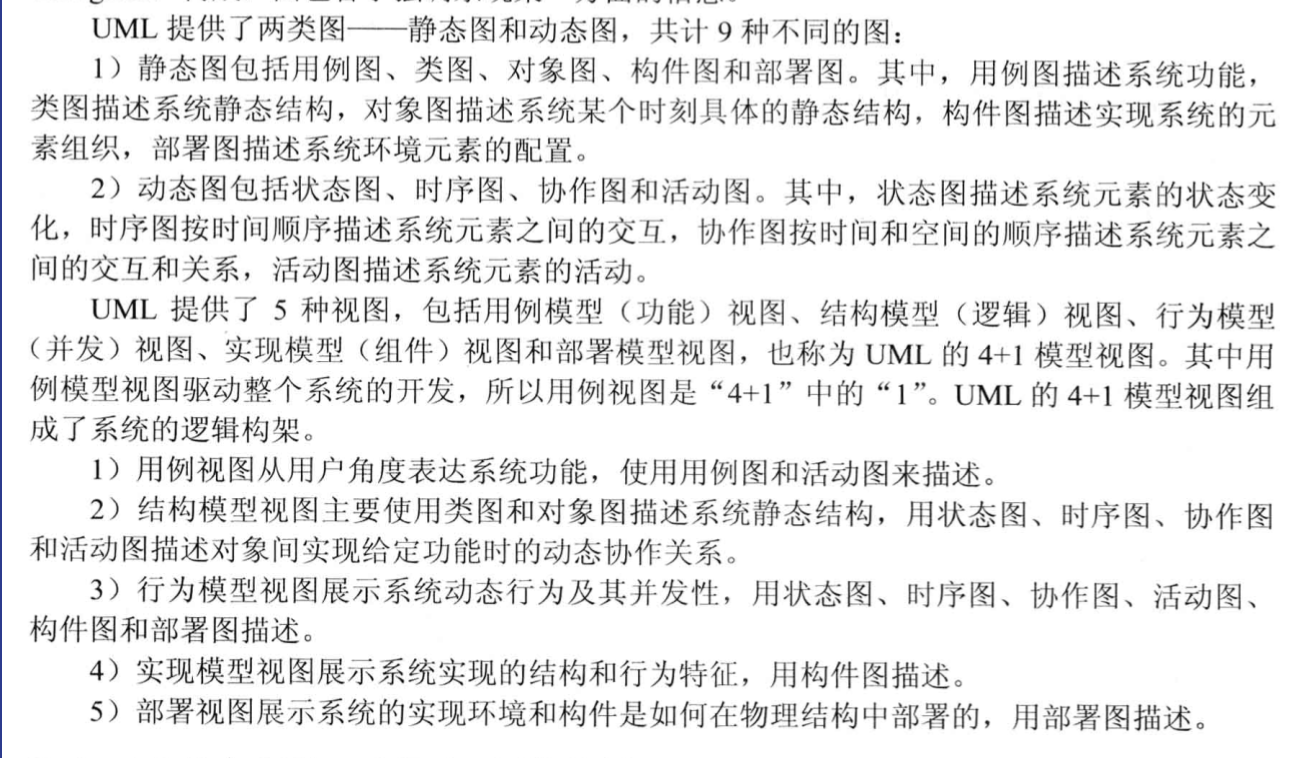 UML 提供了两类图——静态图和动态图，共计 9 种不同的图：
1）静态图包括用例图、类图、对象图、构件图和部署图。其中，用例图描述系统功能，
类图描述系统静态结构，对象图描述系统某个时刻具体的静态结构，构件图描述实现系统的元
素组织，部署图描述系统环境元素的配置。
2）动态图包括状态图、时序图、协作图和活动图。其中，状态图描述系统元素的状态变
化，时序图按时间顺序描述系统元素之间的交互，协作图按时间和空间的顺序描述系统元素之
间的交互和关系，活动图描述系统元素的活动。
UML 提供了 5 种视图，包括用例模型（功能）视图、结构模型（逻辑）视图、行为模型
（并发）视图、实现模型（组件）视图和部署模型视图，也称为 UML 的 4+1 模型视图。其中用
例模型视图驱动整个系统的开发，所以用例视图是“4+1”中的“1”。UML 的 4+1 模型视图组
成了系统的逻辑构架。
1）用例视图从用户角度表达系统功能，使用用例图和活动图来描述。
2）结构模型视图主要使用类图和对象图描述系统静态结构，用状态图、时序图、协作图
和活动图描述对象间实现给定功能时的动态协作关系。
3）行为模型视图展示系统动态行为及其并发性，用状态图、时序图、协作图、活动图、
构件图和部署图描述。
4）实现模型视图展示系统实现的结构和行为特征，用构件图描述。
5）部署视图展示系统的实现环境和构件是如何在物理结构中部署的，用部署图描述。